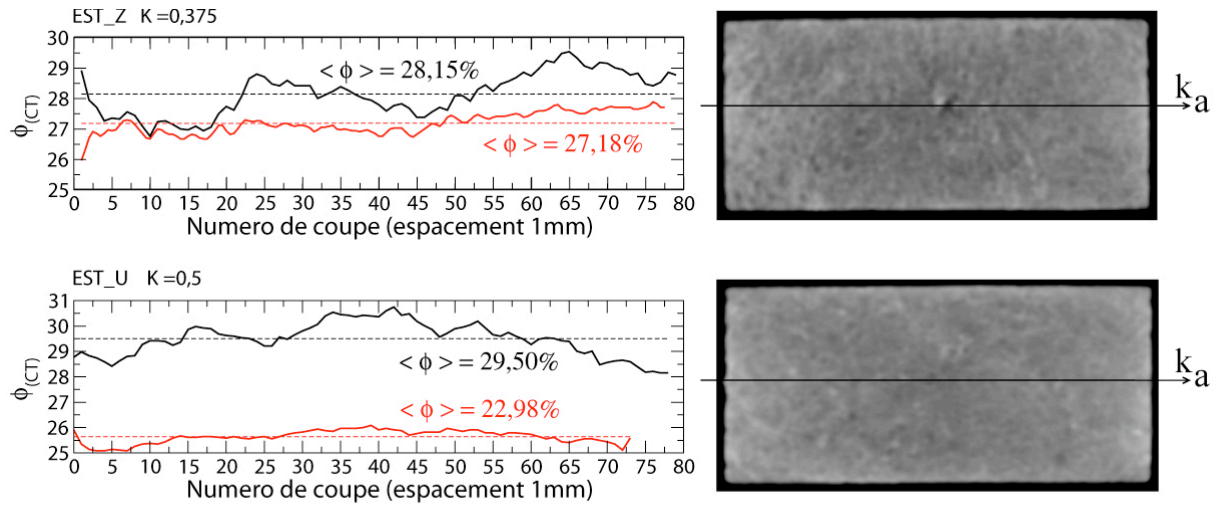 EST_Z K =0,375
30
29
28
27
26
25
ϕ(CT)
< ϕ > = 28,15%
< ϕ > = 27,18%
0 5 10 15 20 25 30 35 40 45 50 55 60 65 70 75 80
Numero de coupe (espacement 1mm)
ka
EST_U K =0,5
31
30
29
28
27
26
25
ϕ(CT)
< ϕ > = 29,50%
< ϕ > = 22,98%
0 5 10 15 20 25 30 35 40 45 50 55 60 65 70 75 80
Numero de coupe (espacement 1mm)
ka